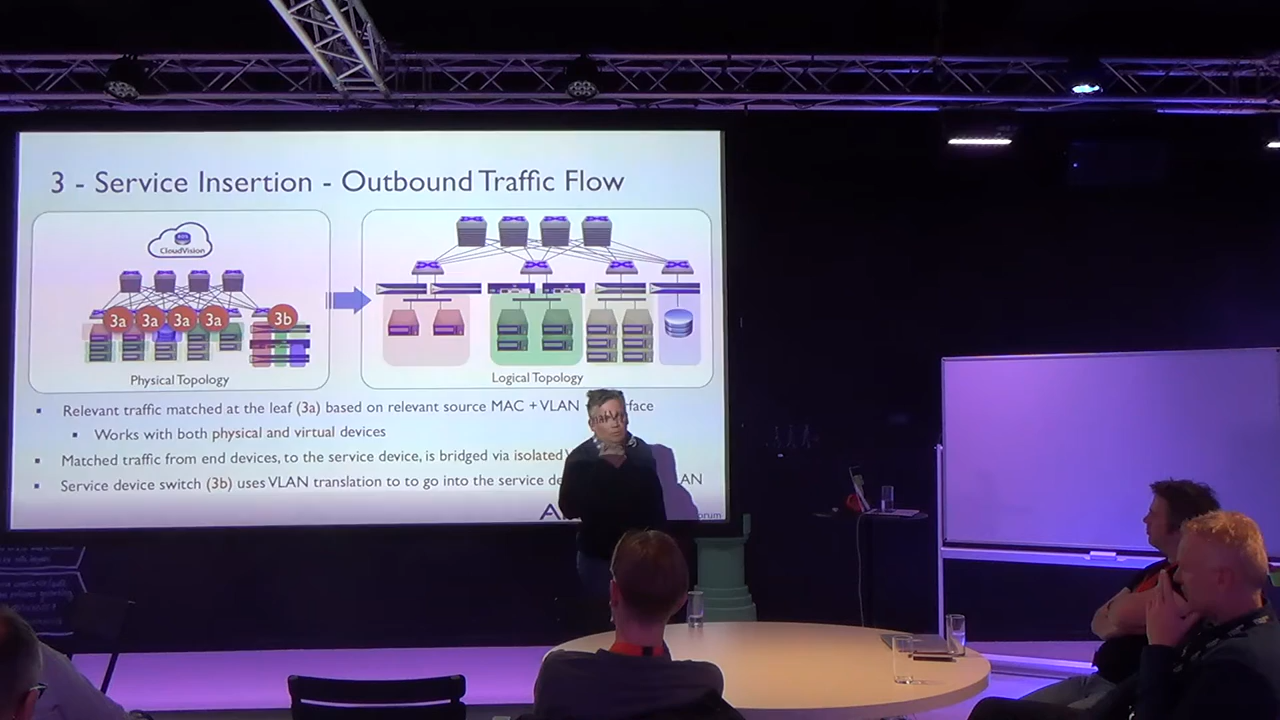 3 - Service Insertion - Outbound Traffic Flow
CloudVision
3a 3a 3a 3a 3b
Physical Topology
Logical Topology
Relevant traffic matched at the leaf (3a) based on relevant source MAC + VLAN
Works with both physical and virtual devices
Matched traffic from end devices, to the service device, is bridged via isolated
Service device switch (3b) uses VLAN translation to to go into the service